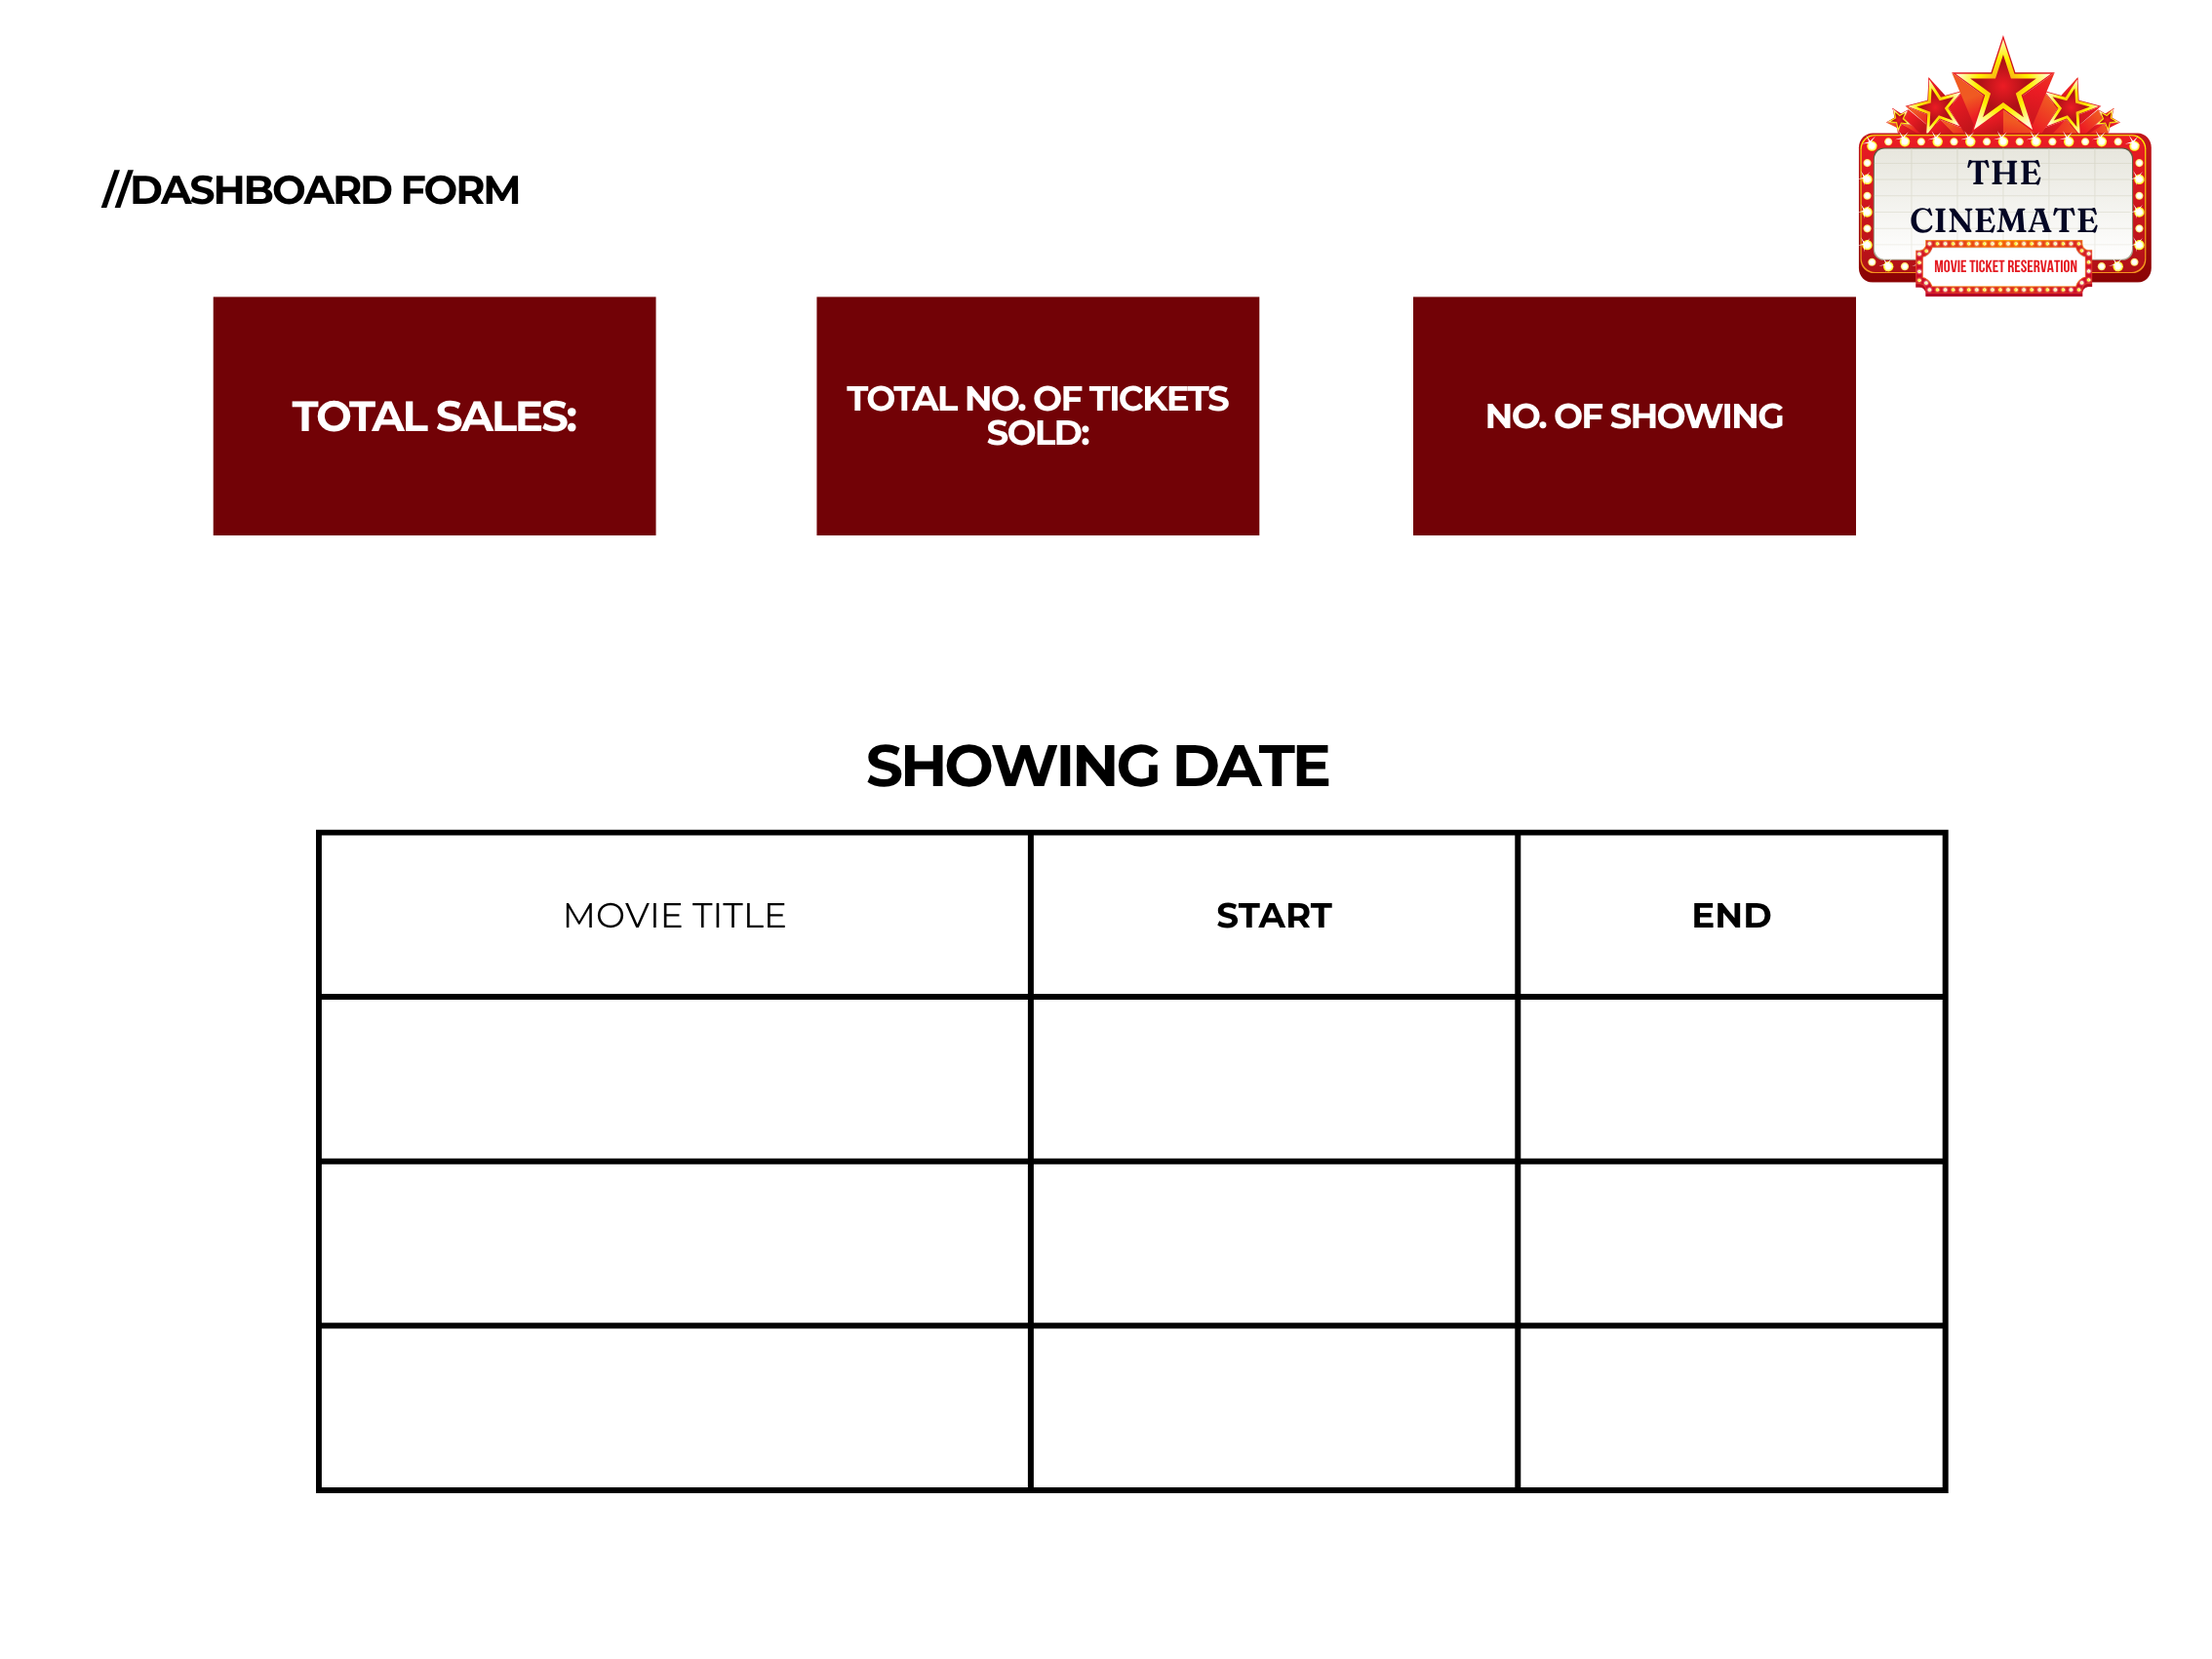 THE
CINEMATE
MOVIE TICKET RESERVATION
//DASHBOARD FORM
TOTAL SALES:
TOTAL NO. OF TICKETS
SOLD:
NO. OF SHOWING
SHOWING DATE
MOVIE TITLE
START
END